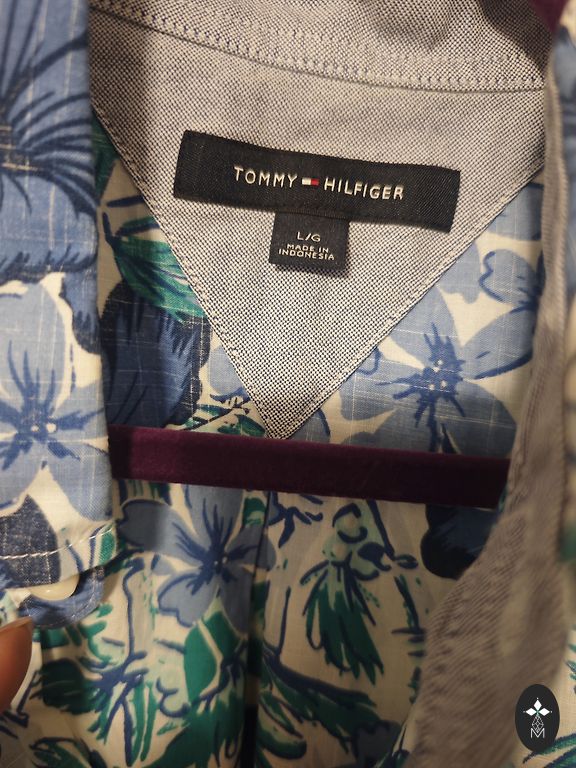 TOMMY HILFIGER
L/G
MADE IN
INDONESIA
M